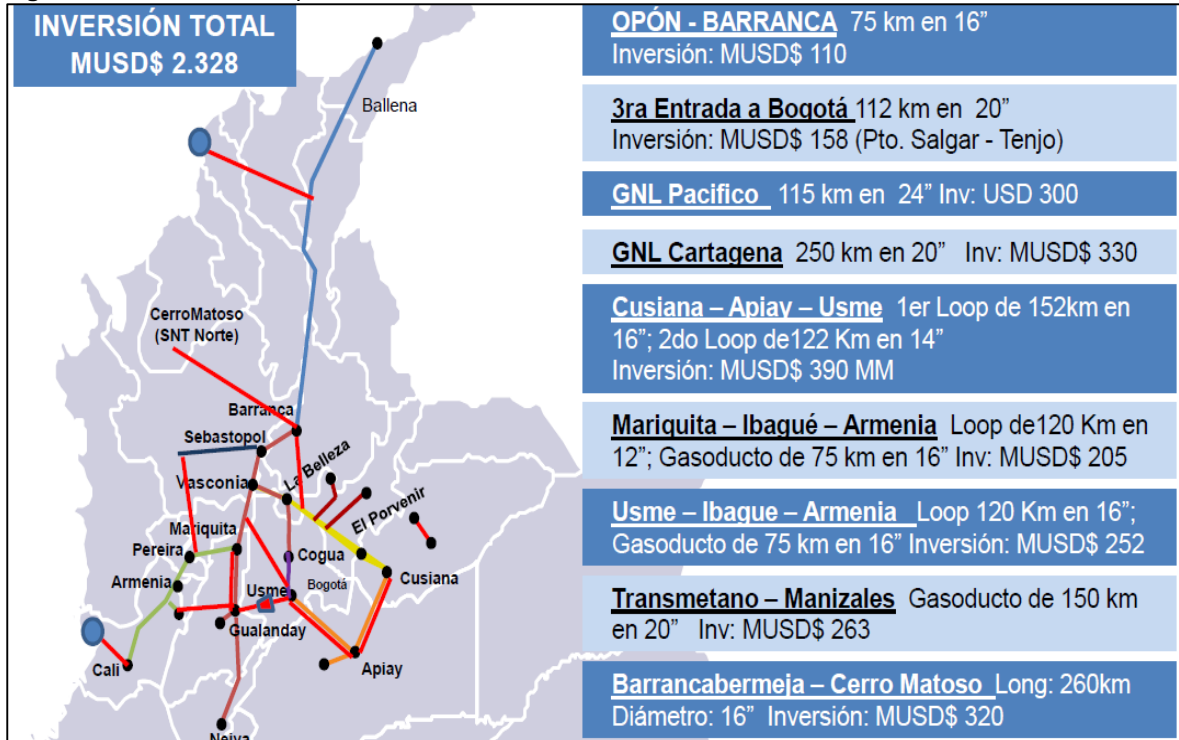 INVERSIÓN TOTAL
MUSD$ 2.328
Ballena
CerroMatoso
(SNT Norte)
Barranca
Sebastopol
La Belleza
Vasconia
El Porvenir
Mariquita
Pereira
Cogua
Armenia
Usme
Bogotá
Cusiana
Gualanday
Cali
Apiay
Neiva
OPÓN - BARRANCA 75 km en 16”
Inversión: MUSD$ 110
3ra Entrada a Bogotá 112 km en 20”
Inversión: MUSD$ 158 (Pto. Salgar - Tenjo)
GNL Pacifico 115 km en 24” Inv: USD 300
GNL Cartagena 250 km en 20” Inv: MUSD$ 330
Cusiana – Apiay – Usme 1er Loop de 152km en
16”; 2do Loop de122 Km en 14”
Inversión: MUSD$ 390 MM
Mariquita – Ibagué – Armenia Loop de120 Km en
12”; Gasoducto de 75 km en 16” Inv: MUSD$ 205
Usme – Ibague – Armenia Loop 120 Km en 16”;
Gasoducto de 75 km en 16” Inversión: MUSD$ 252
Transmetano – Manizales Gasoducto de 150 km
en 20” Inv: MUSD$ 263
Barrancabermeja – Cerro Matoso Long: 260km
Diámetro: 16” Inversión: MUSD$ 320